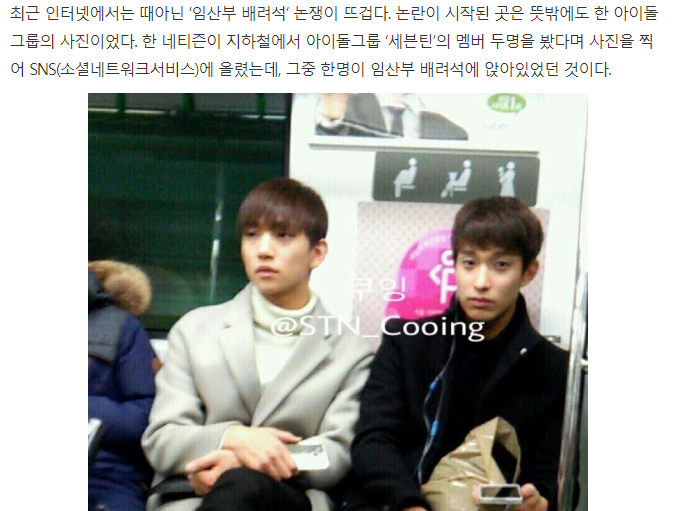 최근 인터넷에서는 때아닌 ‘임산부 배려석’ 논쟁이 뜨겁다. 논란이 시작된 곳은 뜻밖에도 한 아이돌
그룹의 사진이었다. 한 네티즌이 지하철에서 아이돌그룹 ‘세븐틴’의 멤버 두명을 봤다며 사진을 찍
어 SNS(소셜네트워크서비스)에 올렸는데, 그중 한명이 임산부 배려석에 앉아있었던 것이다.
큐잉
@STN_Cooing